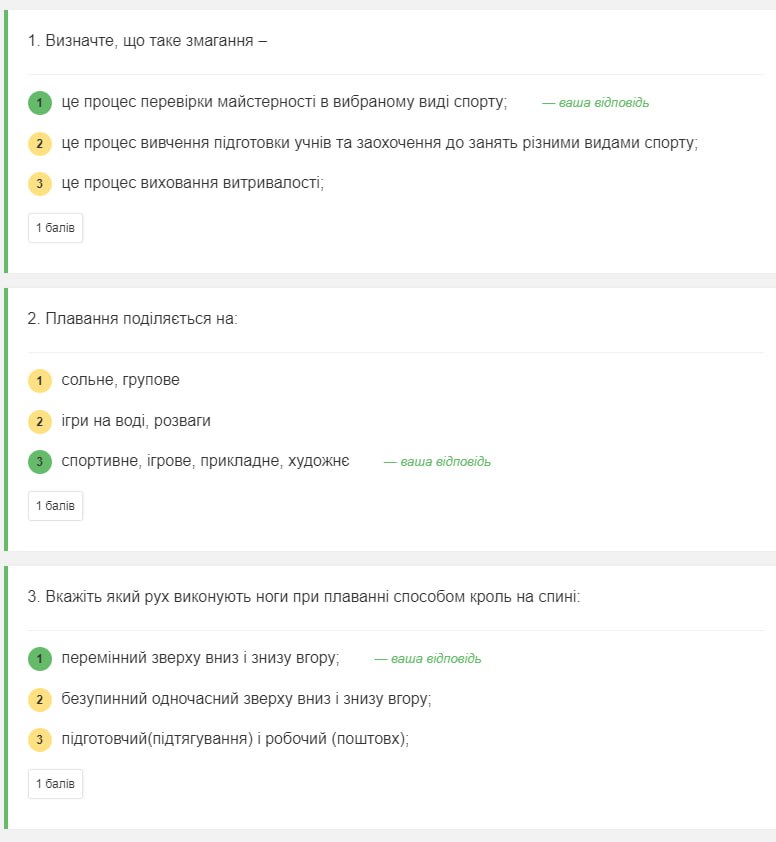 1. Визначте, що таке змагання –
1 це процес перевірки майстерності в вибраному виді спорту; — ваша відповідь
2 це процес вивчення підготовки учнів та заохочення до занять різними видами спорту;
3 це процес виховання витривалості;
1 балів
2. Плавання поділяється на:
1 сольне, групове
2 ігри на воді, розваги
3 спортивне, ігрове, прикладне, художнє — ваша відповідь
1 балів
3. Вкажіть який рух виконують ноги при плаванні способом кроль на спині:
1 перемінний зверху вниз і знизу вгору; — ваша відповідь
2 безупинний одночасний зверху вниз і знизу вгору;
3 підготовчий(підтягування) і робочий (поштовх);
1 балів